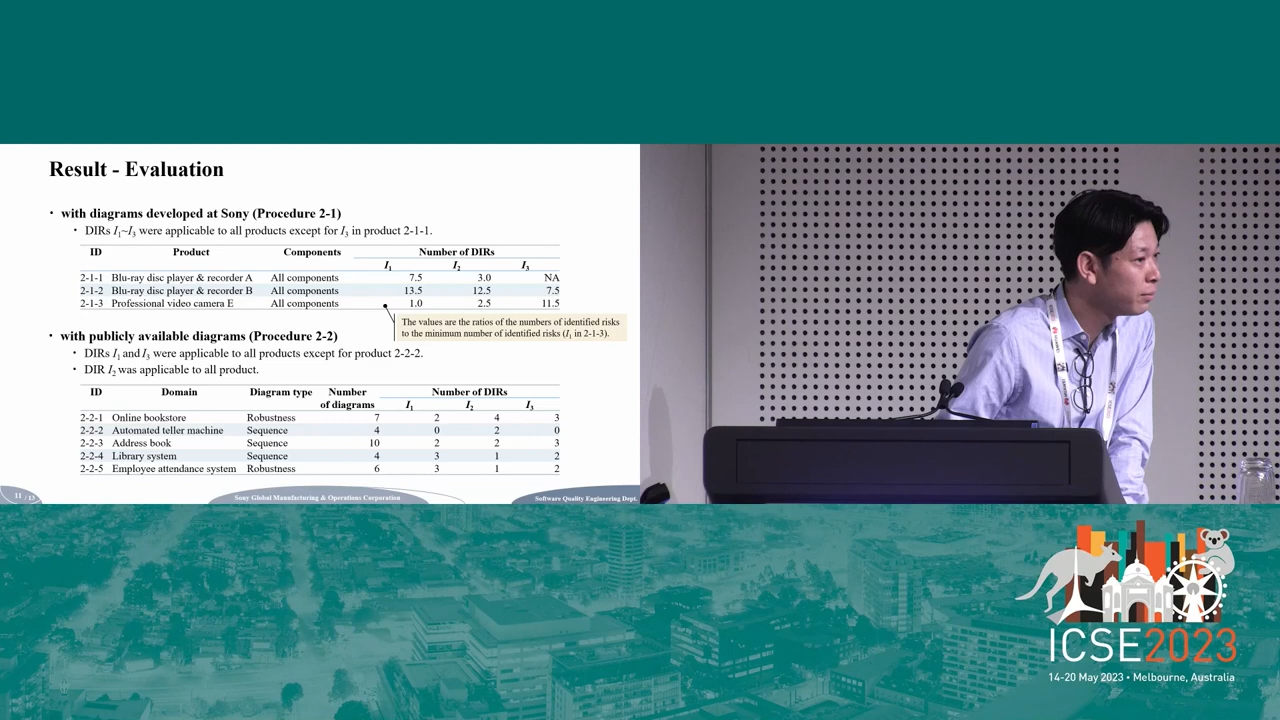 Result - Evaluation
• with diagrams developed at Sony (Procedure 2-1)
• DIRs I1~I3 were applicable to all products except for I3 in product 2-1-1.
ID Product Components Number of DIRs
I1 I2 I3
2-1-1 Blu-ray disc player & recorder A All components 7.5 3.0 NA
2-1-2 Blu-ray disc player & recorder B All components 13.5 12.5 7.5
2-1-3 Professional video camera E All components 1.0 2.5 11.5
The values are the ratios of the numbers of identified risks
to the minimum number of identified risks (I1 in 2-1-3).
• with publicly available diagrams (Procedure 2-2)
• DIRs I1 and I3 were applicable to all products except for product 2-2-2.
• DIR I2 was applicable to all product.
ID Domain Diagram type Number Number of DIRs
of diagrams I1 I2 I3
2-2-1 Online bookstore Robustness 7 2 4 3
2-2-2 Automated teller machine Sequence 4 0 2 0
2-2-3 Address book Sequence 10 2 2 3
2-2-4 Library system Sequence 4 3 1 2
2-2-5 Employee attendance system Robustness 6 3 1 2
11 / 13
Sony Global Manufacturing & Operations Corporation
Software Quality Engineering Dept.
ICSE2023
14-20 May 2023 • Melbourne, Australia